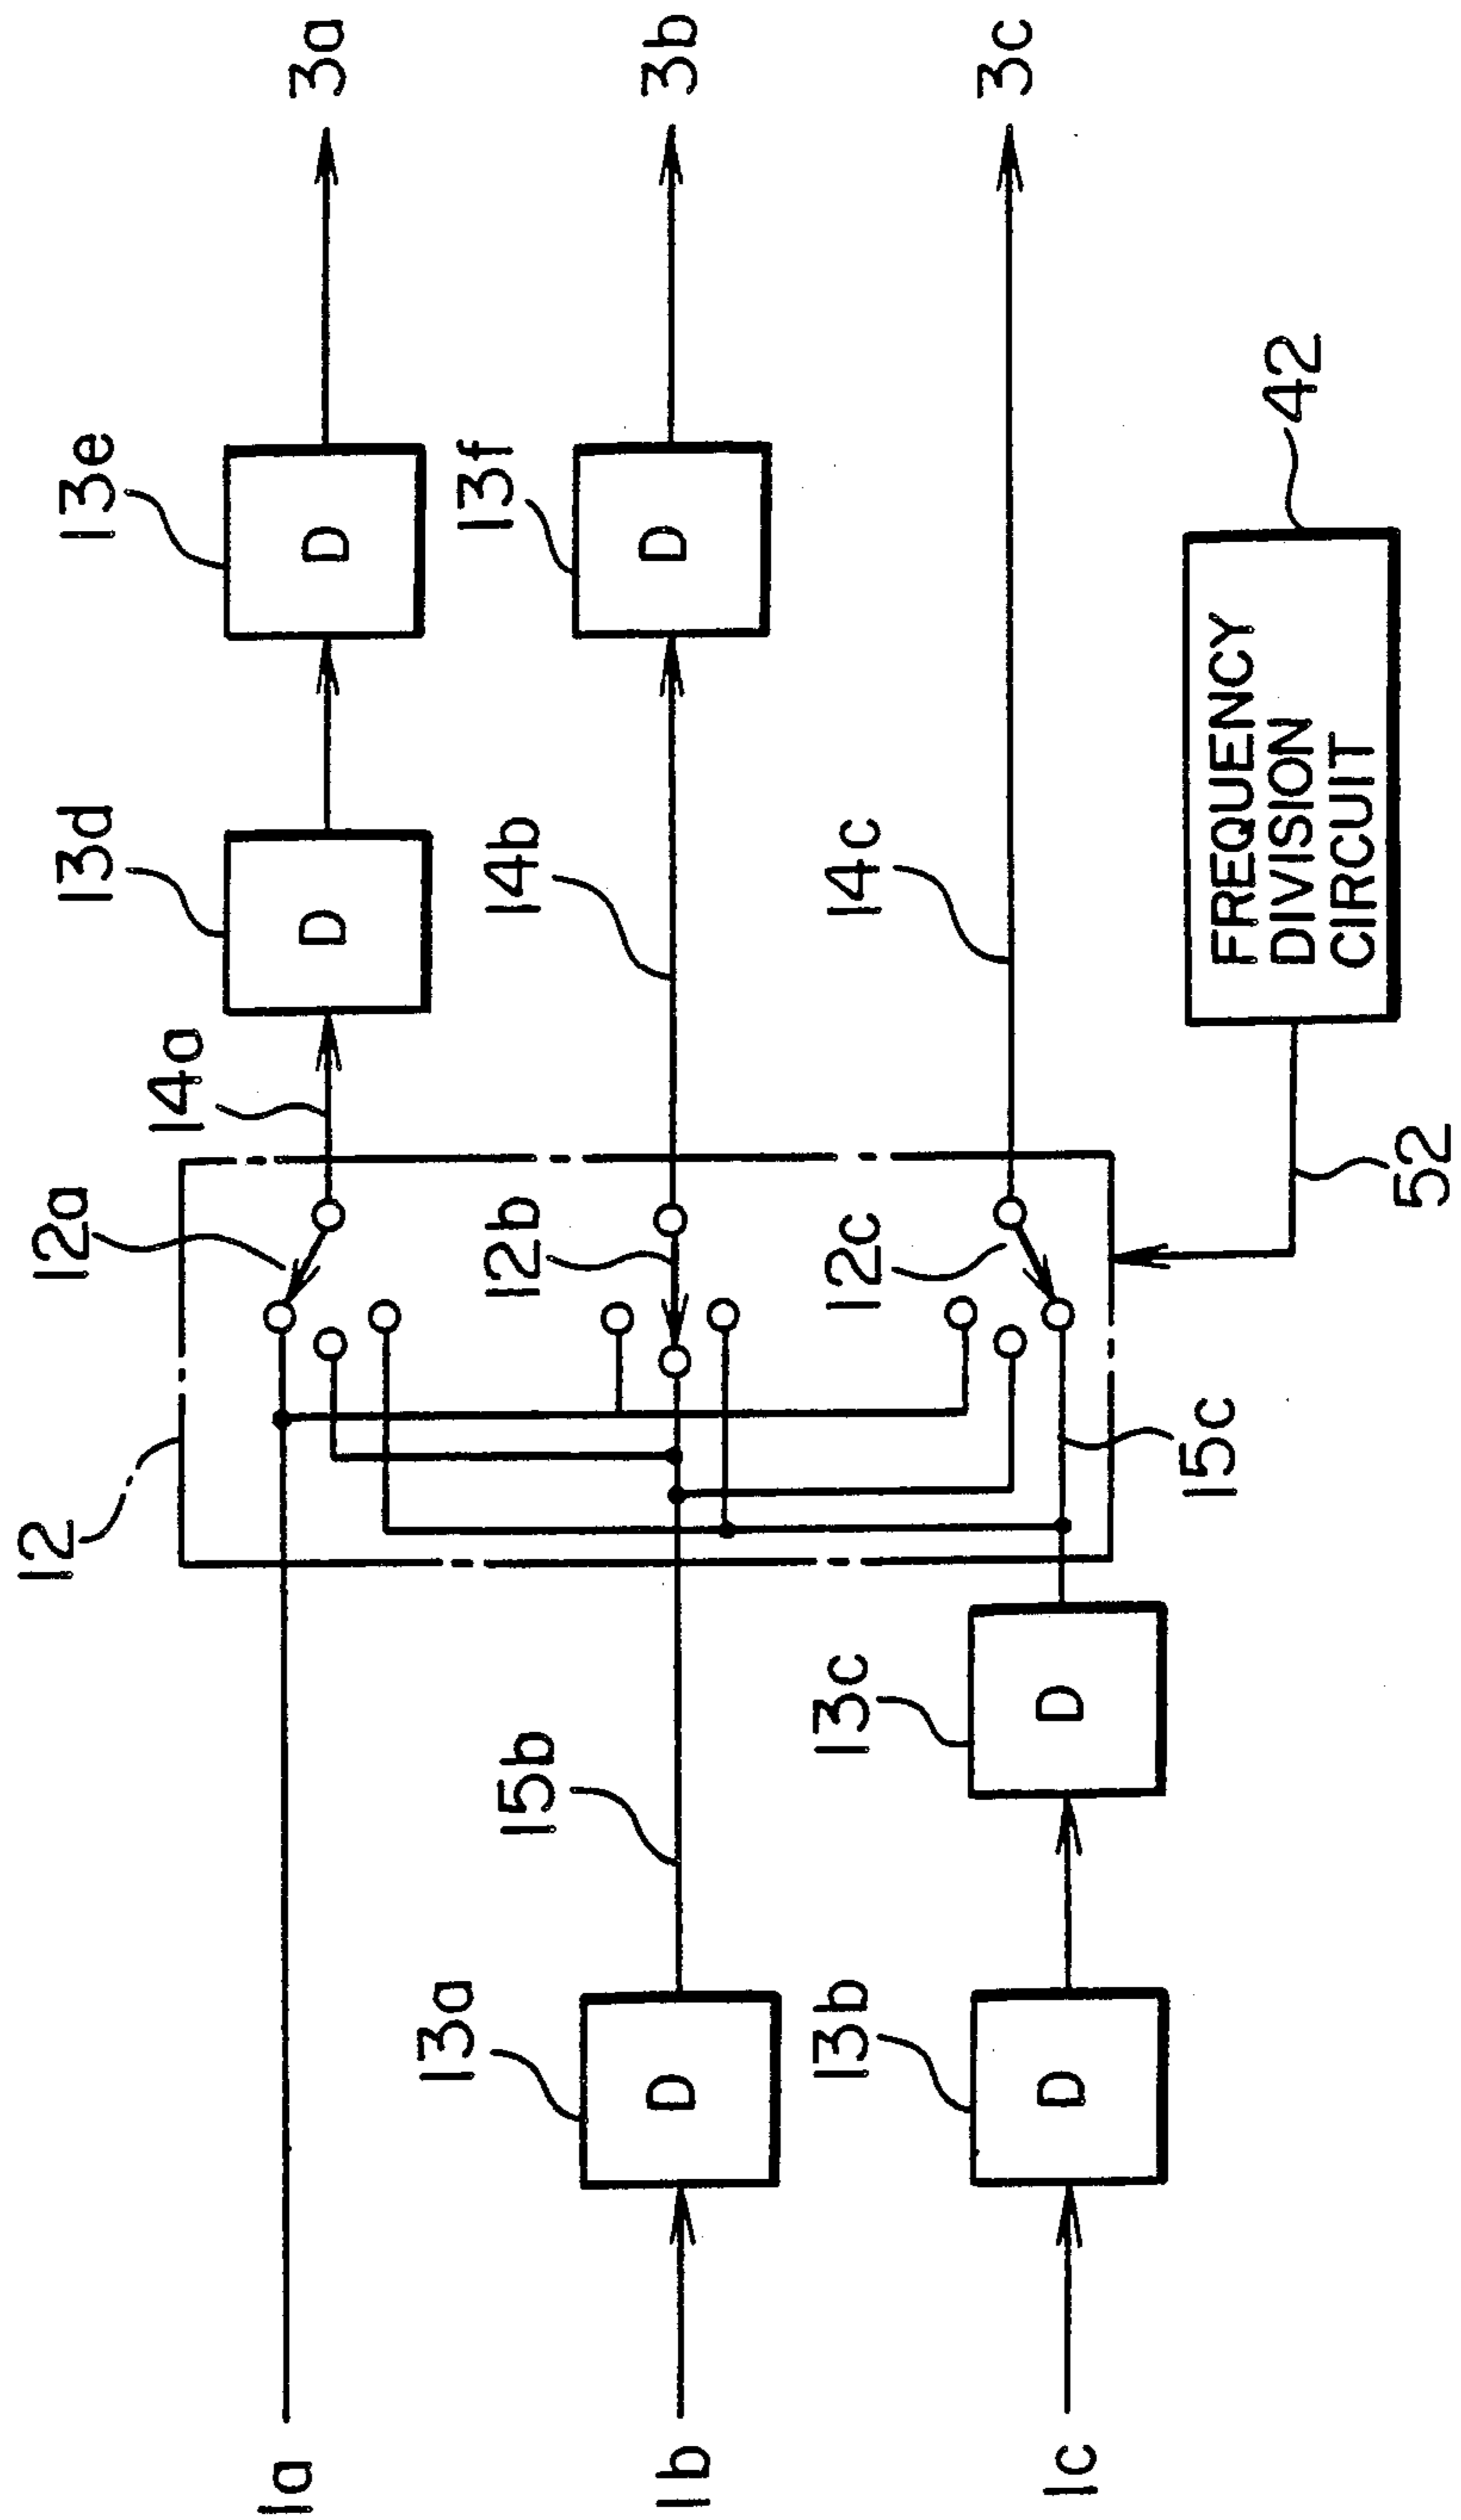 1a
1b
1c
13a
D
13b
D
15b
13c
D
12
15c
12a
12b
12c
52
14a
14b
14c
13d
D
13e
D
13f
D
FREQUENCY
DIVISION
CIRCUIT
42
3a
3b
3c